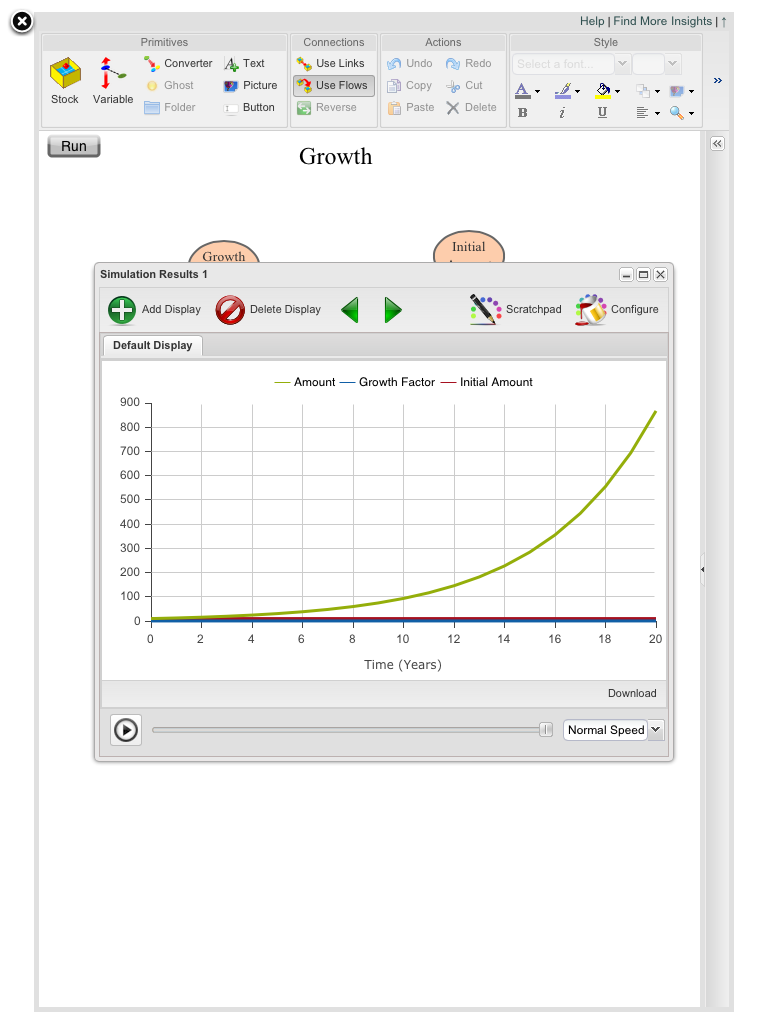 Help | Find More Insights | ↑
Primitives Connections Actions Style
Converter Text Use Links Undo Redo Select a font...
Stock Variable Ghost Picture Use Flows Copy Cut A
Folder Button Reverse Paste Delete B i U
Run
Growth
Growth Initial
Simulation Results 1
Add Display Delete Display Scratchpad Configure
Default Display
Amount Growth Factor Initial Amount
900
800
700
600
500
400
300
200
100
0
0 2 4 6 8 10 12 14 16 18 20
Time (Years)
Download
Normal Speed